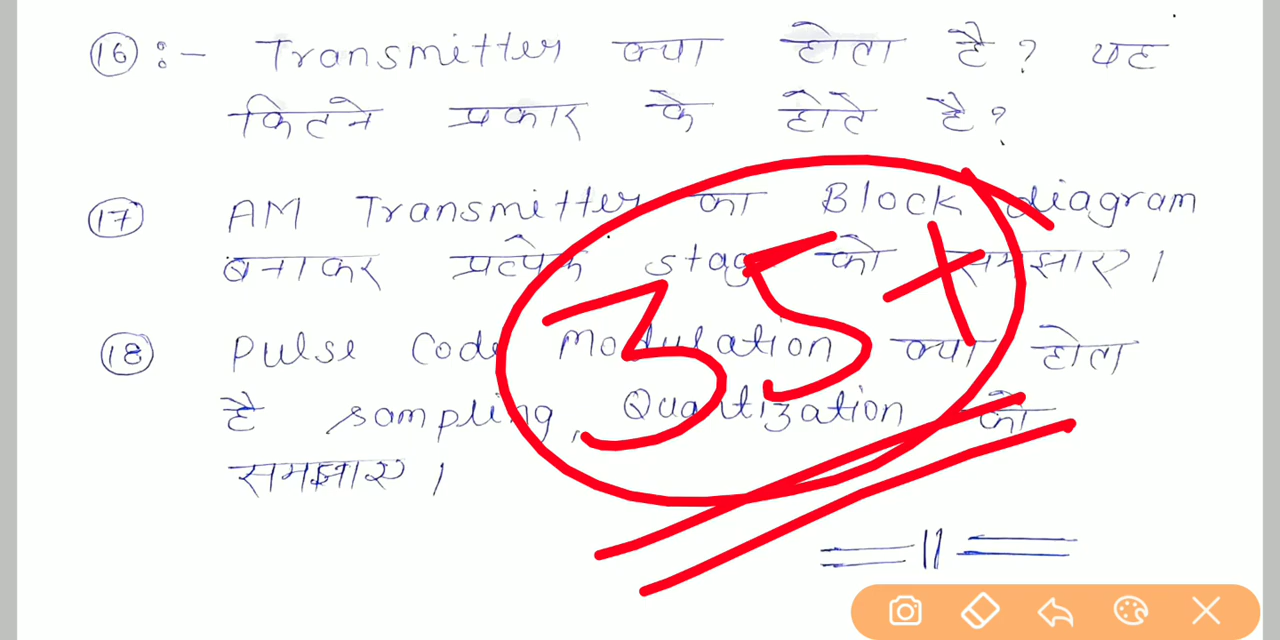 16 :- Transmitter क्या होता है? यह
कितने प्रकार के होते है?
17 AM Transmitter का Block diagram
बनाकर प्रत्येक stage को समझाए।
18 Pulse Code Modulation क्या होता
है sampling, Quantization को
समझाए।
35+